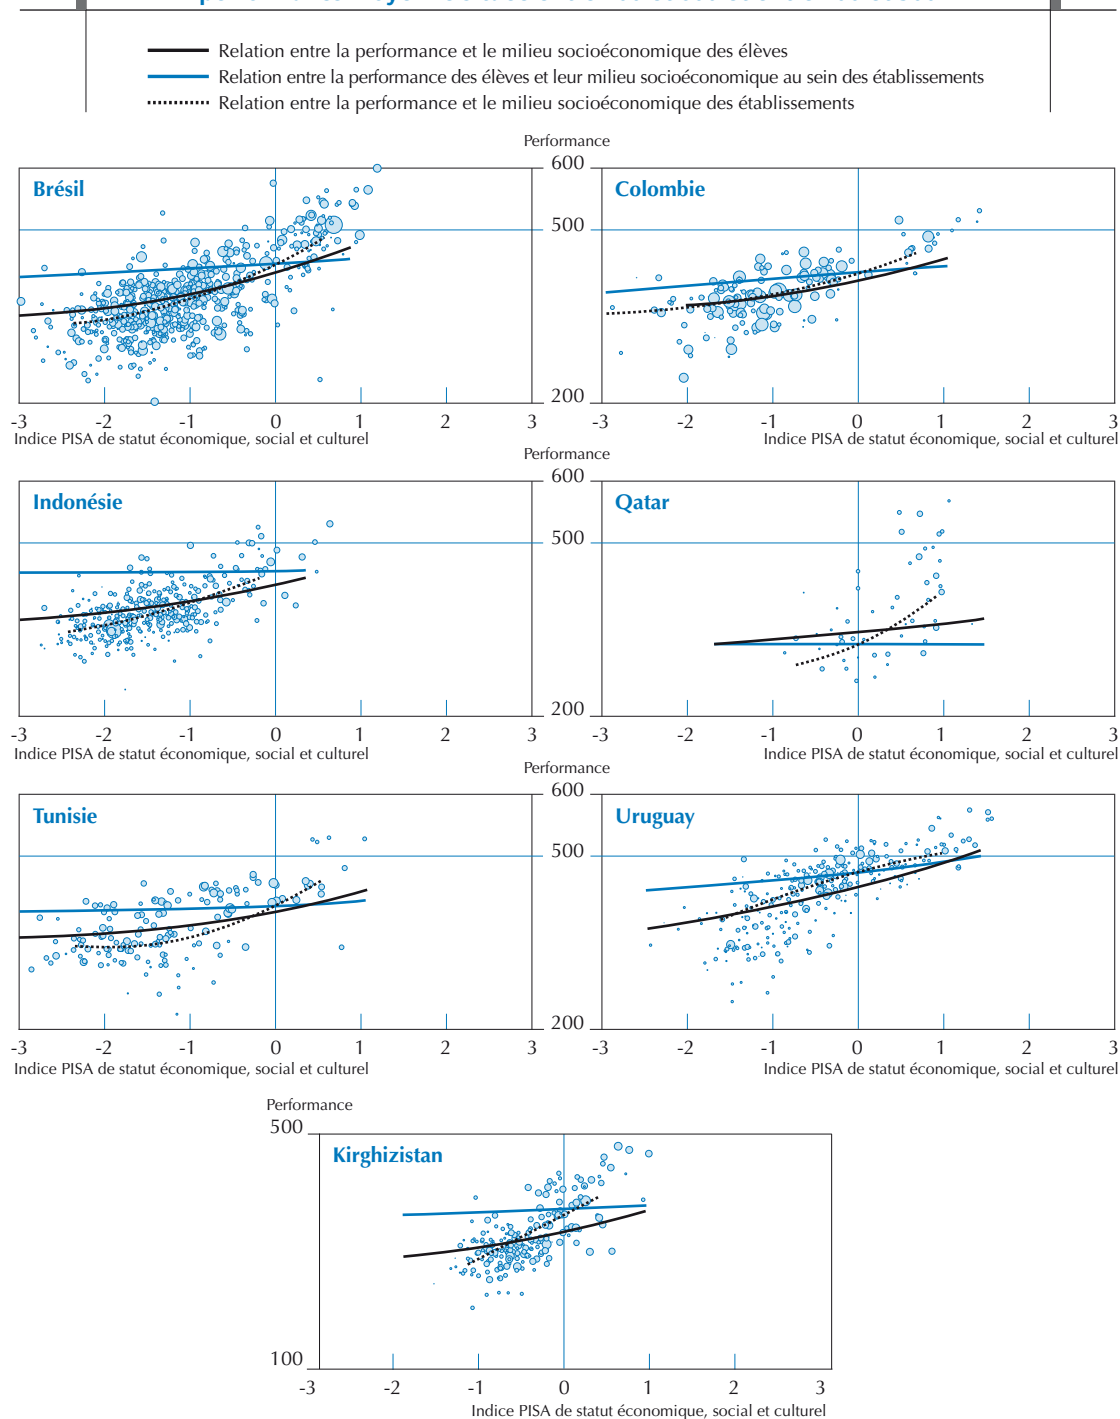 Relation entre la performance et le milieu socioéconomique des élèves
Relation entre la performance des élèves et leur milieu socioéconomique au sein des établissements
Relation entre la performance et le milieu socioéconomique des établissements
Performance
600
Brésil
Colombie
500
200
-3 -2 -1 0 1 2 3
-3 -2 -1 0 1 2 3
Indice PISA de statut économique, social et culturel
Indice PISA de statut économique, social et culturel
Performance
600
Indonésie
Qatar
500
200
-3 -2 -1 0 1 2 3
-3 -2 -1 0 1 2 3
Indice PISA de statut économique, social et culturel
Indice PISA de statut économique, social et culturel
Performance
600
Tunisie
Uruguay
500
200
-3 -2 -1 0 1 2 3
-3 -2 -1 0 1 2 3
Indice PISA de statut économique, social et culturel
Indice PISA de statut économique, social et culturel
Performance
500
Kirghizistan
100
-3 -2 -1 0 1 2 3
Indice PISA de statut économique, social et culturel